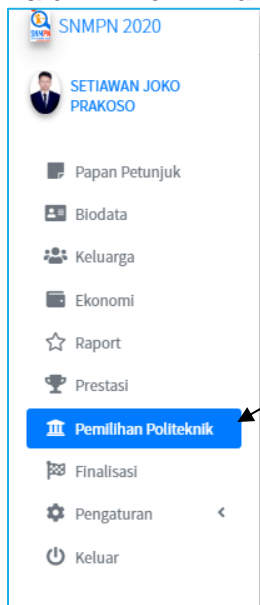 SNMPN 2020
SETIAWAN JOKO
PRAKOSO
Papan Petunjuk
Biodata
Keluarga
Ekonomi
Raport
Prestasi
Pemilihan Politeknik
Finalisasi
Pengaturan
Keluar